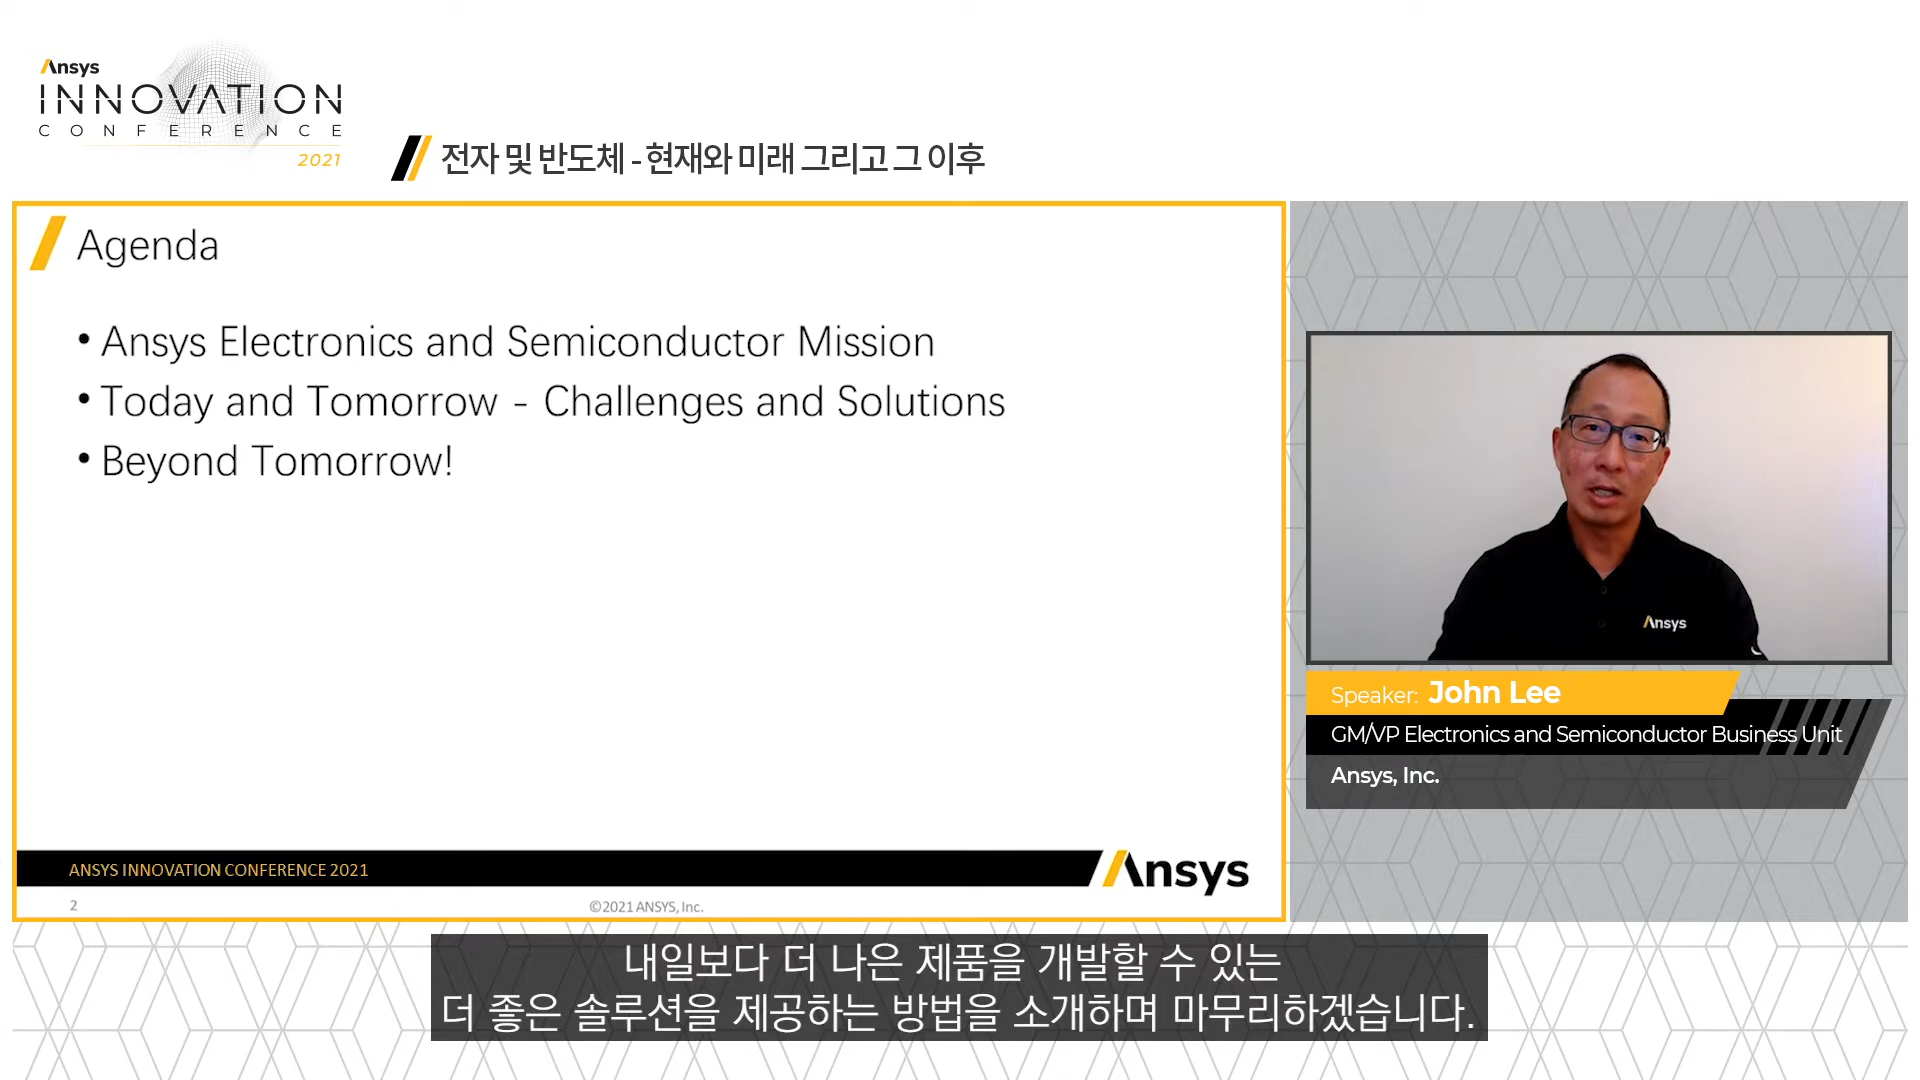 Ansys
INNOVATION
CONFERENCE
2021
전자 및 반도체 - 현재와 미래 그리고 그 이후
Agenda
• Ansys Electronics and Semiconductor Mission
• Today and Tomorrow - Challenges and Solutions
• Beyond Tomorrow!
ANSYS INNOVATION CONFERENCE 2021
Ansys
2
©2021 ANSYS, Inc.
Ansys
Speaker: John Lee
GM/VP Electronics and Semiconductor Business Unit
Ansys, Inc.
내일보다 더 나은 제품을 개발할 수 있는
더 좋은 솔루션을 제공하는 방법을 소개하며 마무리하겠습니다.